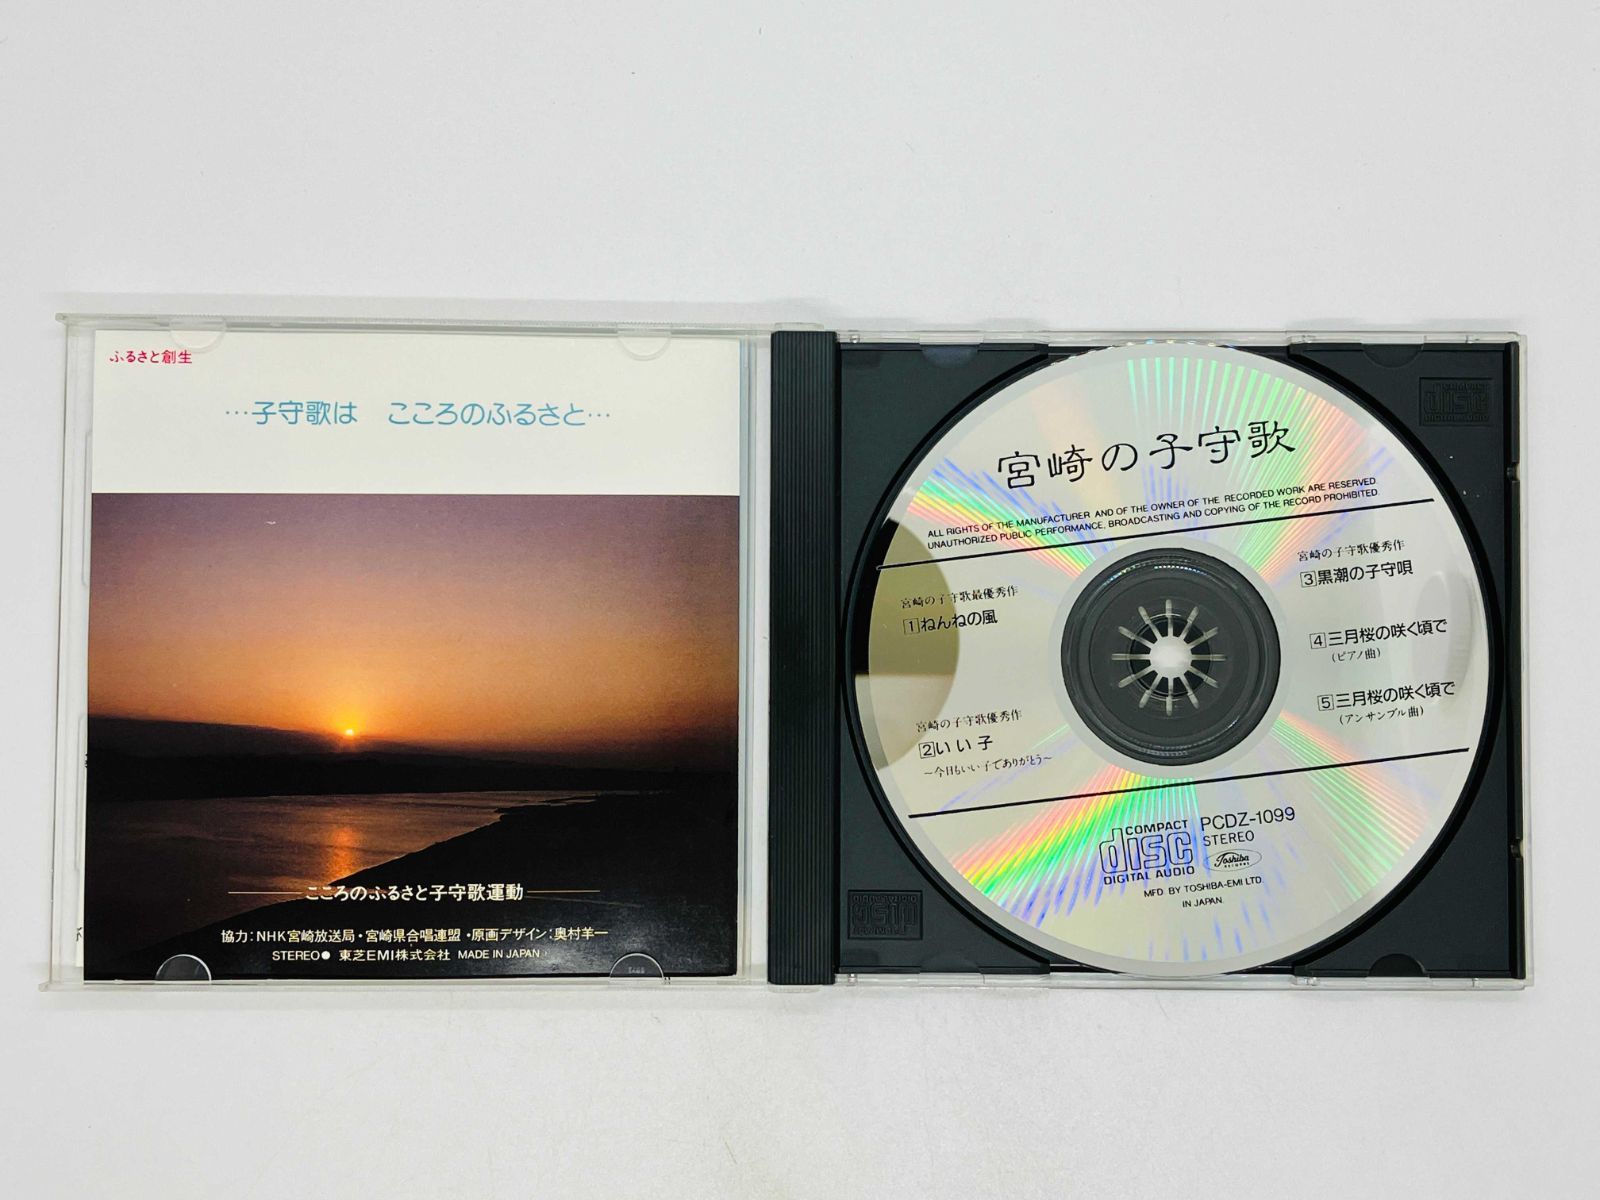 ふるさと創生
…子守歌は こころのふるさと…
こころのふるさと子守歌運動
協力:NHK宮崎放送局・宮崎県合唱連盟・原画デザイン:奥村羊一
STEREO● 東芝EMI株式会社 MADE IN JAPAN
宮崎の子守歌
ALL RIGHTS OF THE MANUFACTURER AND OF THE OWNER OF THE RECORDED WORK ARE RESERVED
UNAUTHORIZED PUBLIC PERFORMANCE, BROADCASTING AND COPYING OF THE RECORD PROHIBITED.
宮崎の子守歌最優秀作
1 ねんねの風
宮崎の子守歌優秀作
2 いい子
〜今日もいい子でありがとう〜
宮崎の子守歌優秀作
3 黒潮の子守唄
4 三月桜の咲く頃で
(ピアノ曲)
5 三月桜の咲く頃で
(アンサンブル曲)
COMPACT
disc
DIGITAL AUDIO
PCDZ-1099
STEREO
Toshiba
RECORDS
MFD. BY TOSHIBA-EMI LTD.
IN JAPAN.
COMPACT
disc
DIGITAL AUDIO